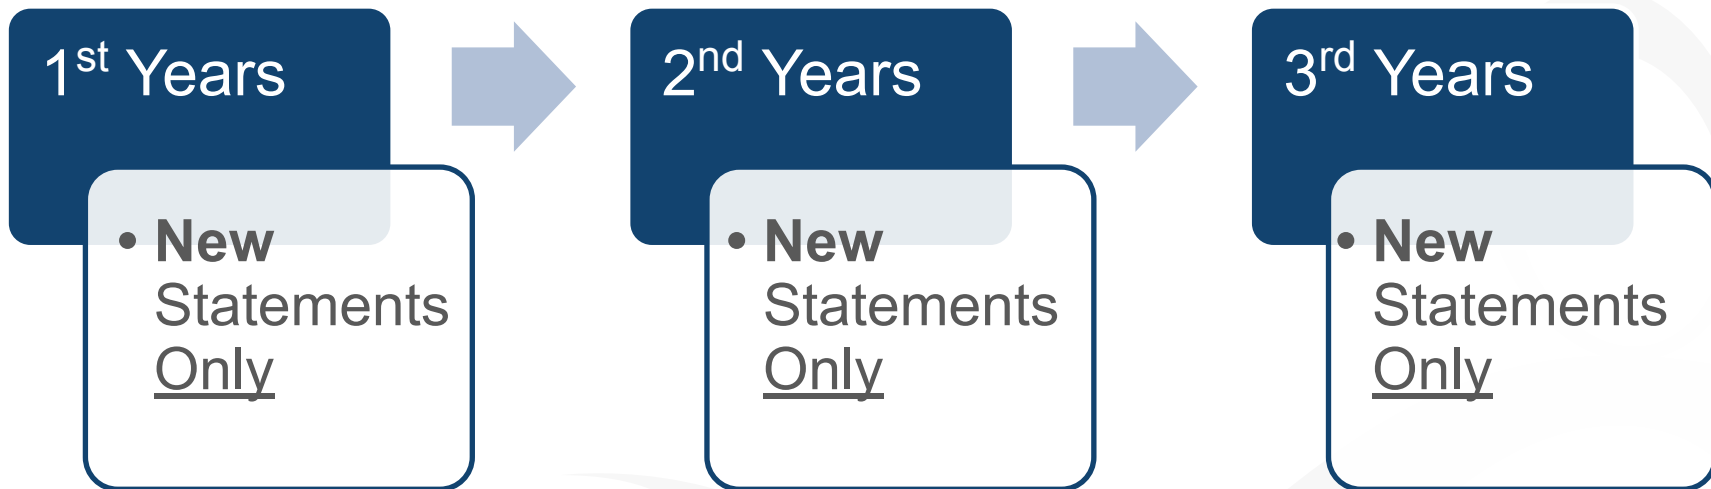 1st Years
• New
Statements
Only
2nd Years
• New
Statements
Only
3rd Years
• New
Statements
Only